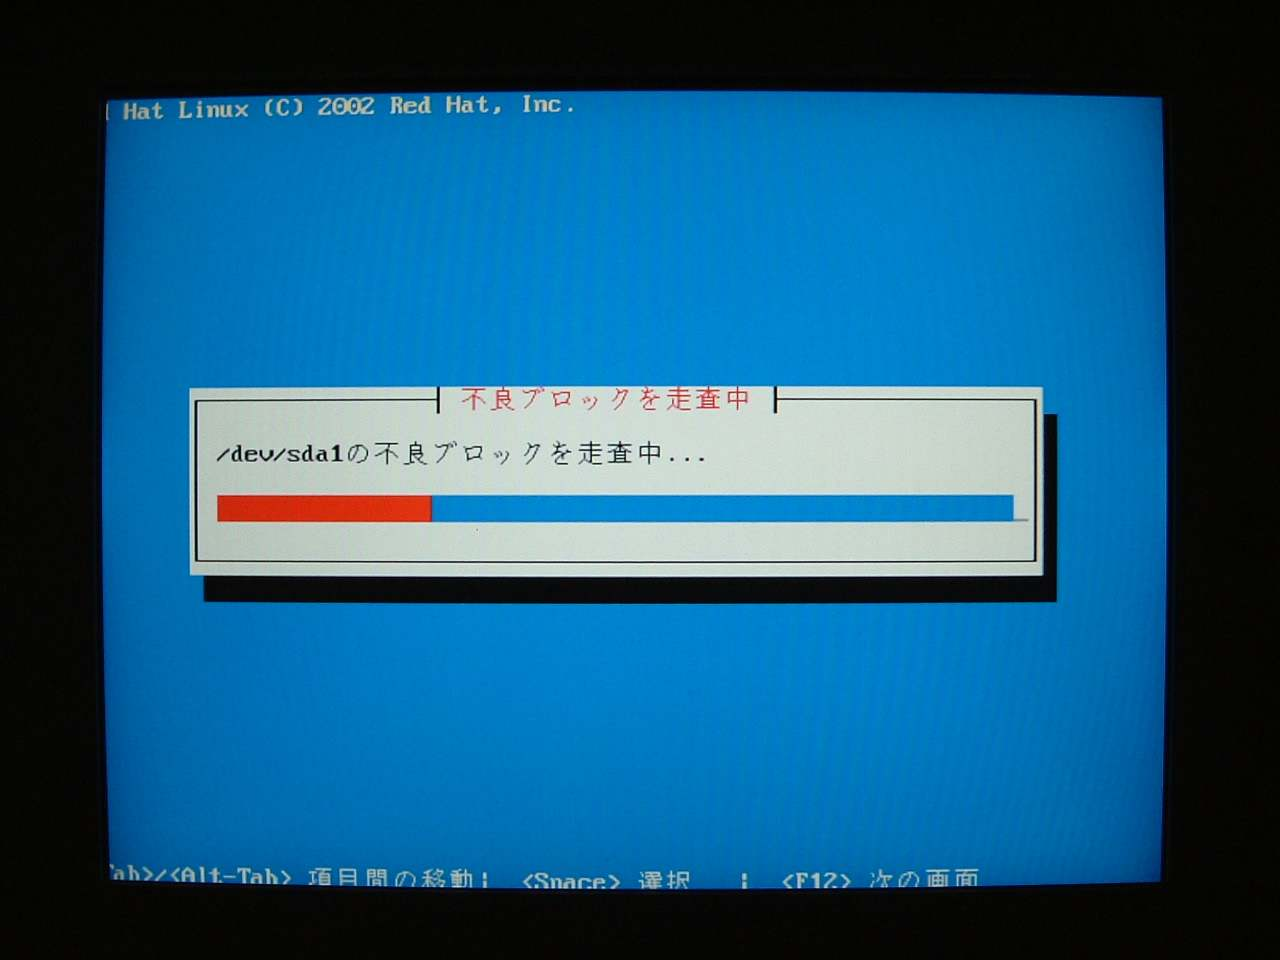 Hat Linux (C) 2002 Red Hat, Inc.
不良ブロックを走査中
/dev/sda1の不良ブロックを走査中...
<Alt-Tab> 項目間の移動| <Space> 選択 | <F12> 次の画面